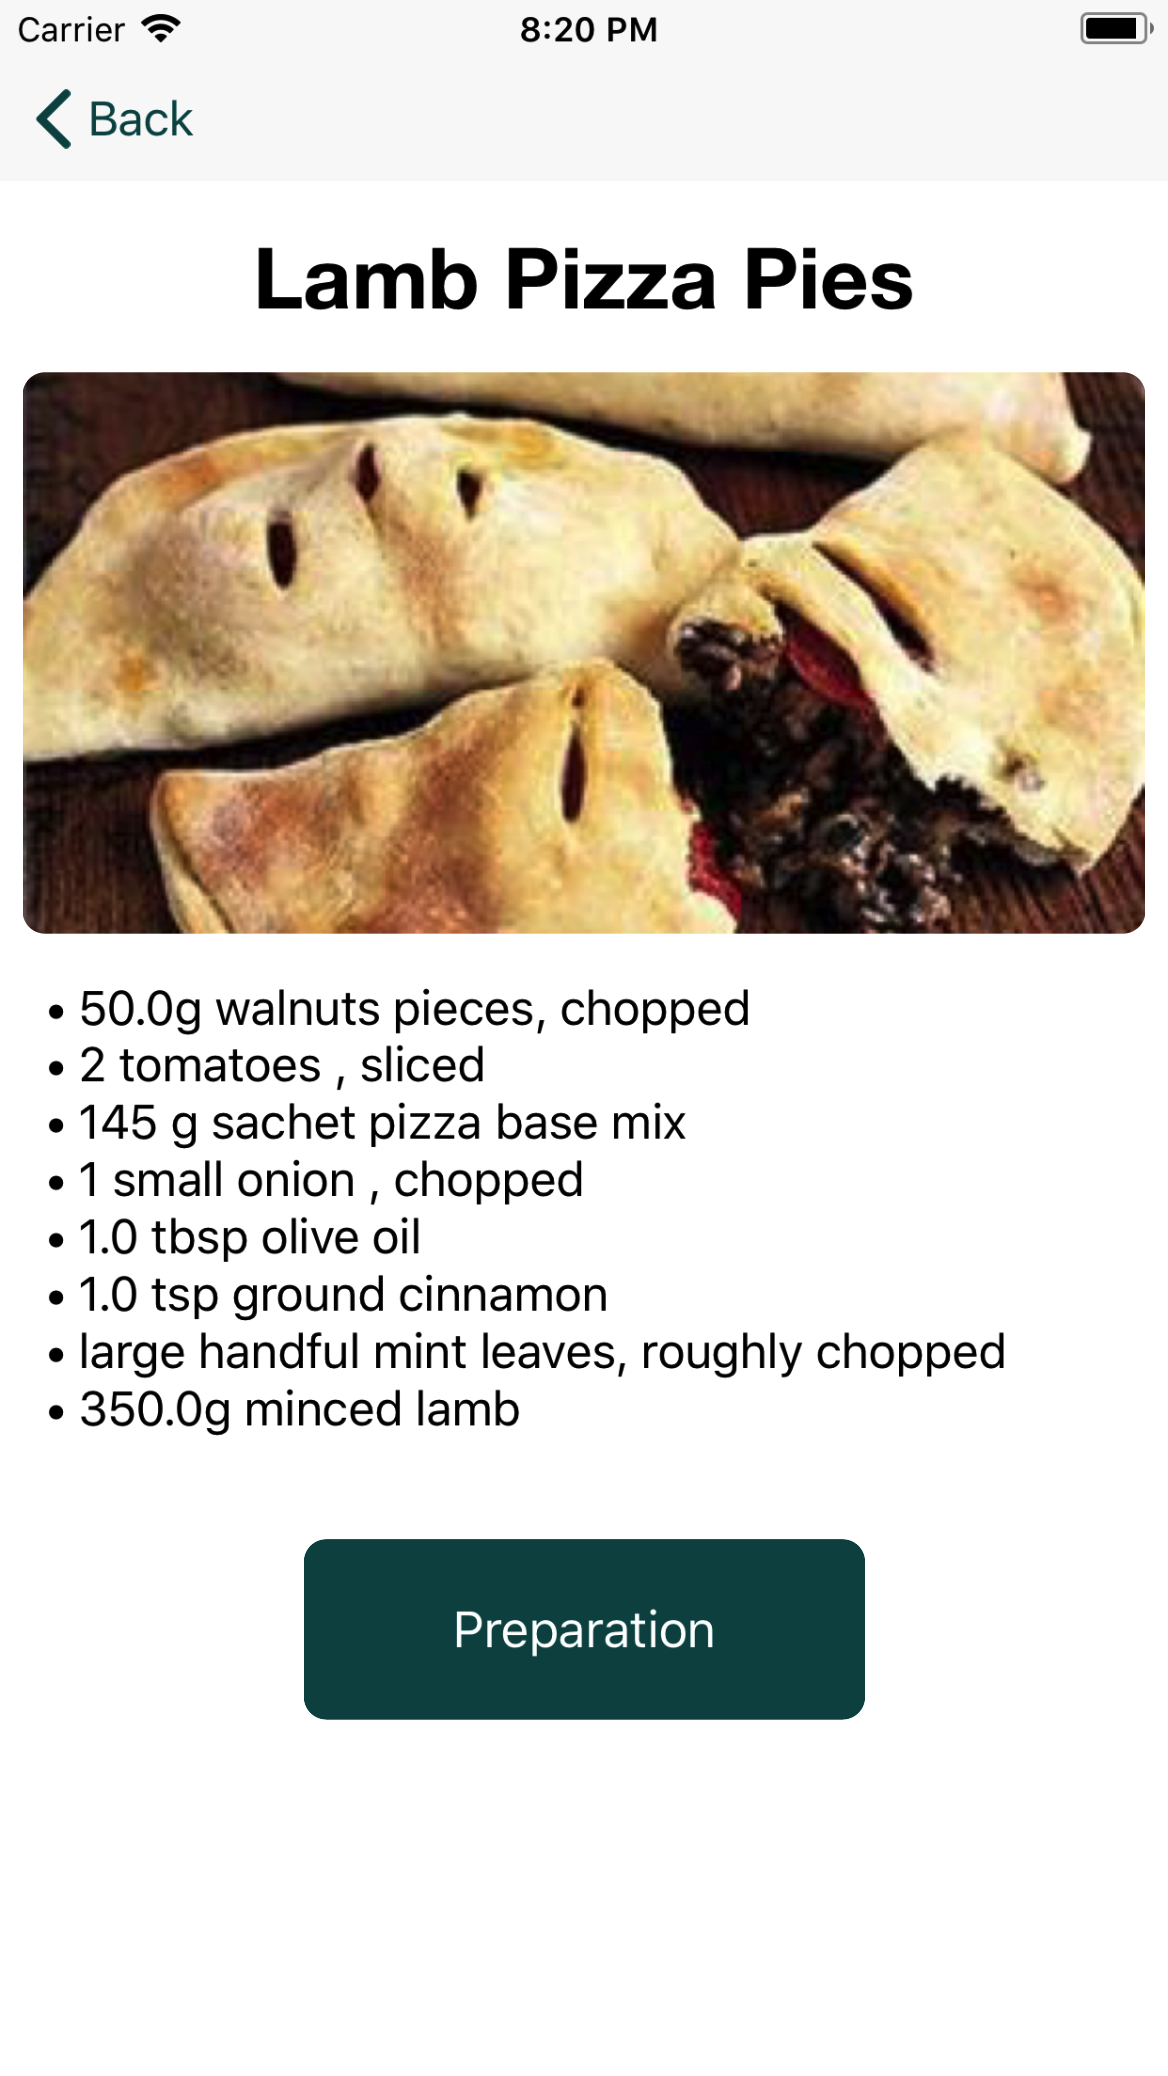 Carrier 8:20 PM
Back
Lamb Pizza Pies
• 50.0g walnuts pieces, chopped
• 2 tomatoes , sliced
• 145 g sachet pizza base mix
• 1 small onion , chopped
• 1.0 tbsp olive oil
• 1.0 tsp ground cinnamon
• large handful mint leaves, roughly chopped
• 350.0g minced lamb
Preparation